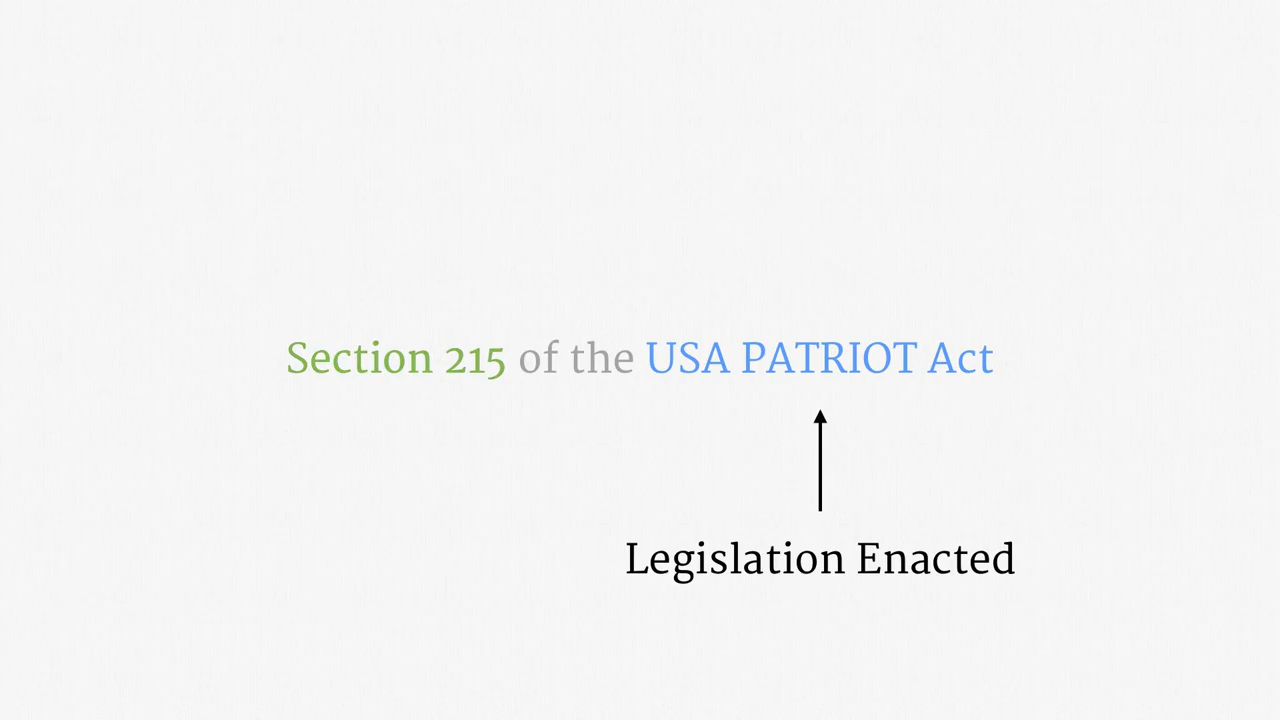 Section 215 of the USA PATRIOT Act
Legislation Enacted